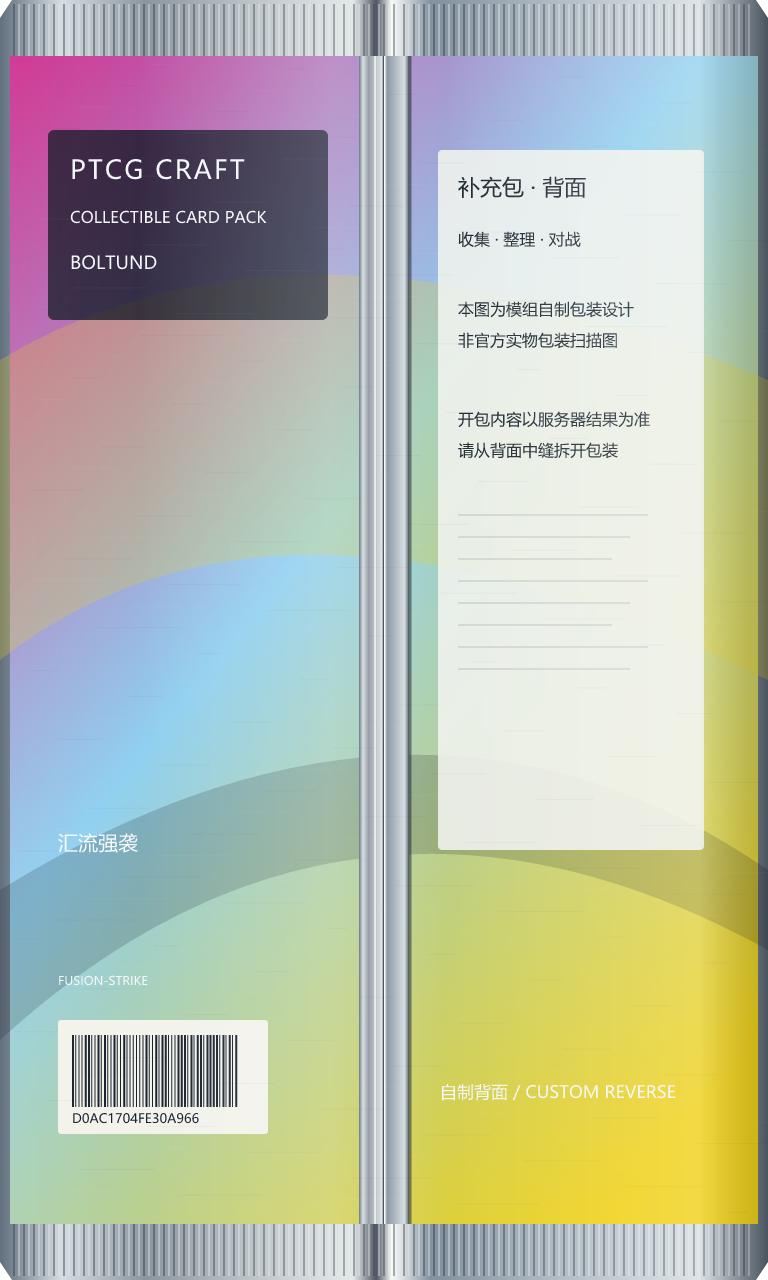 PTCG CRAFT
COLLECTIBLE CARD PACK
BOLTUND
补充包 · 背面
收集 · 整理 · 对战
本图为模组自制包装设计
非官方实物包装扫描图
开包内容以服务器结果为准
请从背面中缝拆开包装
汇流强袭
FUSION-STRIKE
D0AC1704FE30A966
自制背面 / CUSTOM REVERSE